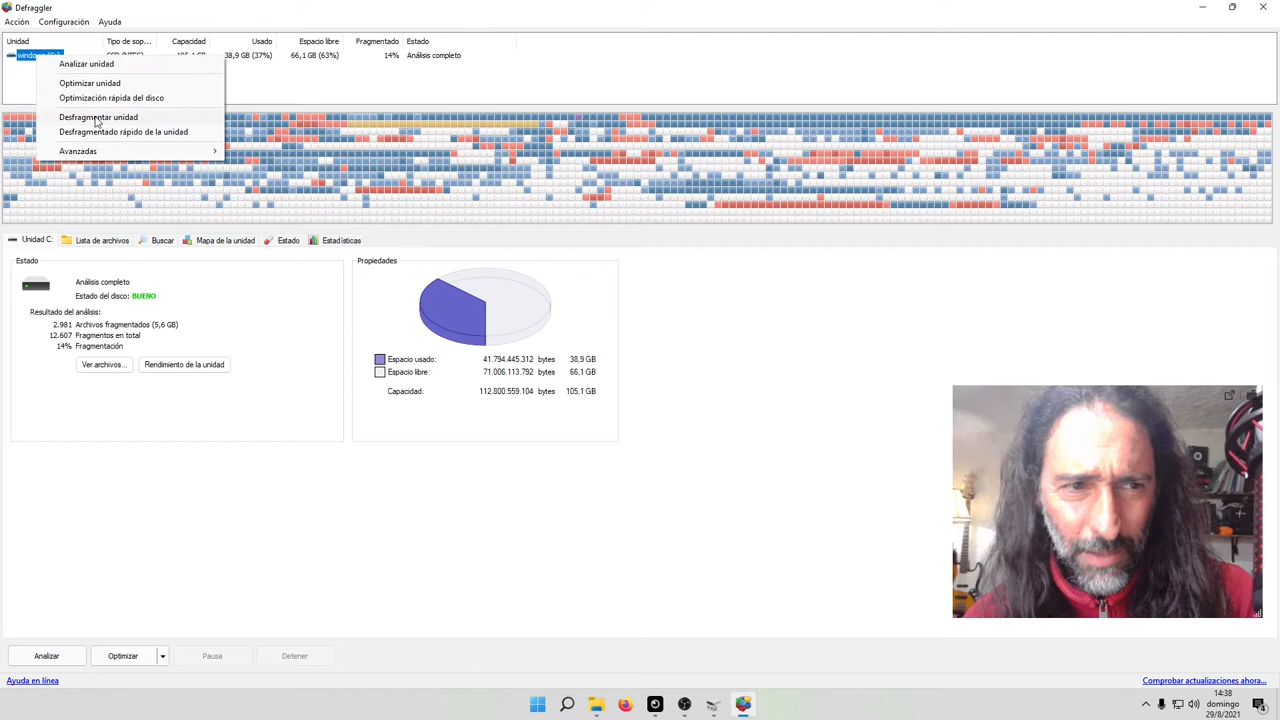 Defraggler
Acción Configuración Ayuda
Unidad Tipo de sop... Capacidad Usado Espacio libre Fragmentado Estado
38,9 GB (37%) 66,1 GB (63%) 14% Análisis completo
Analizar unidad
Optimizar unidad
Optimización rápida del disco
Desfragmentar unidad
Desfragmentado rápido de la unidad
Avanzadas
Unidad C: Lista de archivos Buscar Mapa de la unidad Estado Estadísticas
Estado
Análisis completo
Estado del disco: BUENO
Resultado del análisis:
2.981 Archivos fragmentados (5,6 GB)
12.607 Fragmentos en total
14% Fragmentación
Ver archivos... Rendimiento de la unidad
Propiedades
Espacio usado: 41.794.445.312 bytes 38,9 GB
Espacio libre: 71.006.113.792 bytes 66,1 GB
Capacidad: 112.800.559.104 bytes 105,1 GB
Analizar Optimizar Pausa Detener
Ayuda en línea Comprobar actualizaciones ahora...
14:38
domingo
29/8/2021